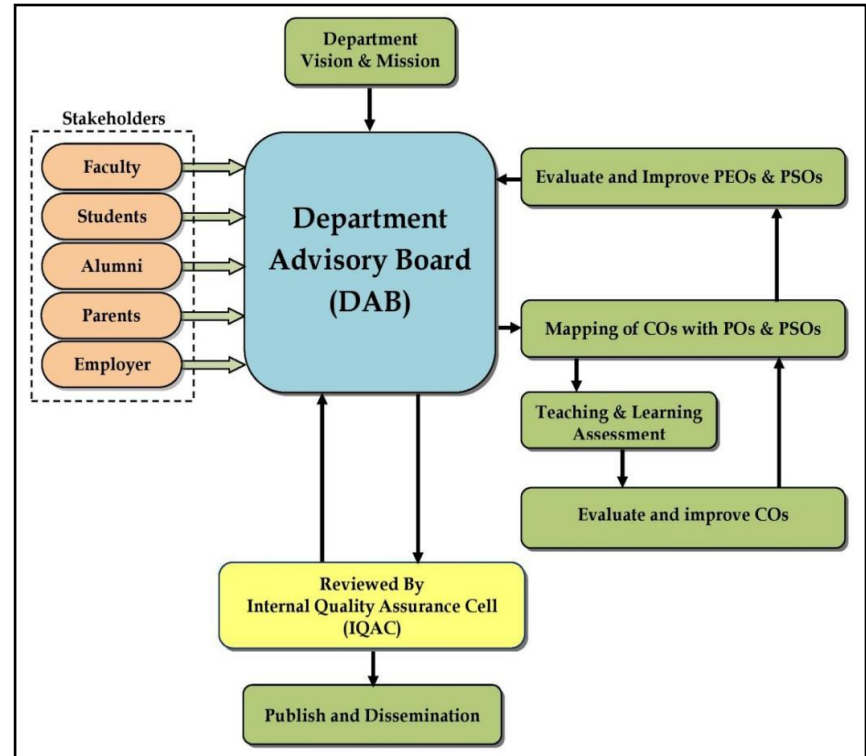 Department
Vision & Mission
Stakeholders
Faculty
Students
Alumni
Parents
Employer
Department
Advisory Board
(DAB)
Evaluate and Improve PEOs & PSOs
Mapping of COs with POs & PSOs
Teaching & Learning
Assessment
Evaluate and improve COs
Reviewed By
Internal Quality Assurance Cell
(IQAC)
Publish and Dissemination